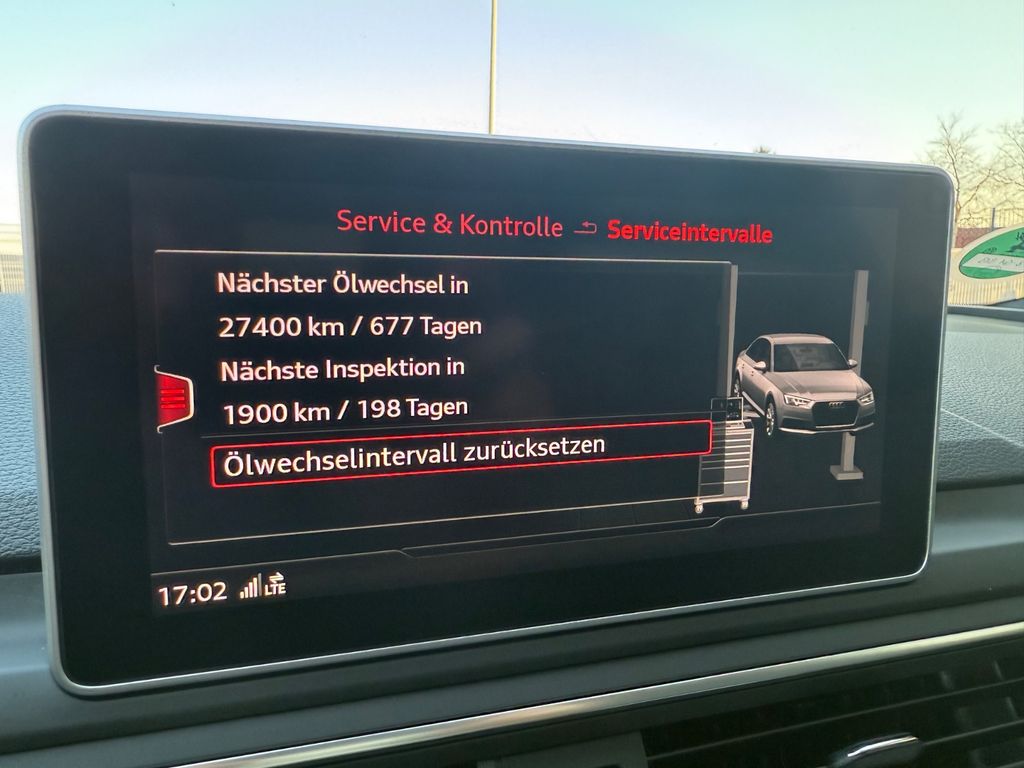 Service & Kontrolle Serviceintervalle
Nächster Ölwechsel in
27400 km / 677 Tagen
Nächste Inspektion in
1900 km / 198 Tagen
Ölwechselintervall zurücksetzen
17:02 LTE